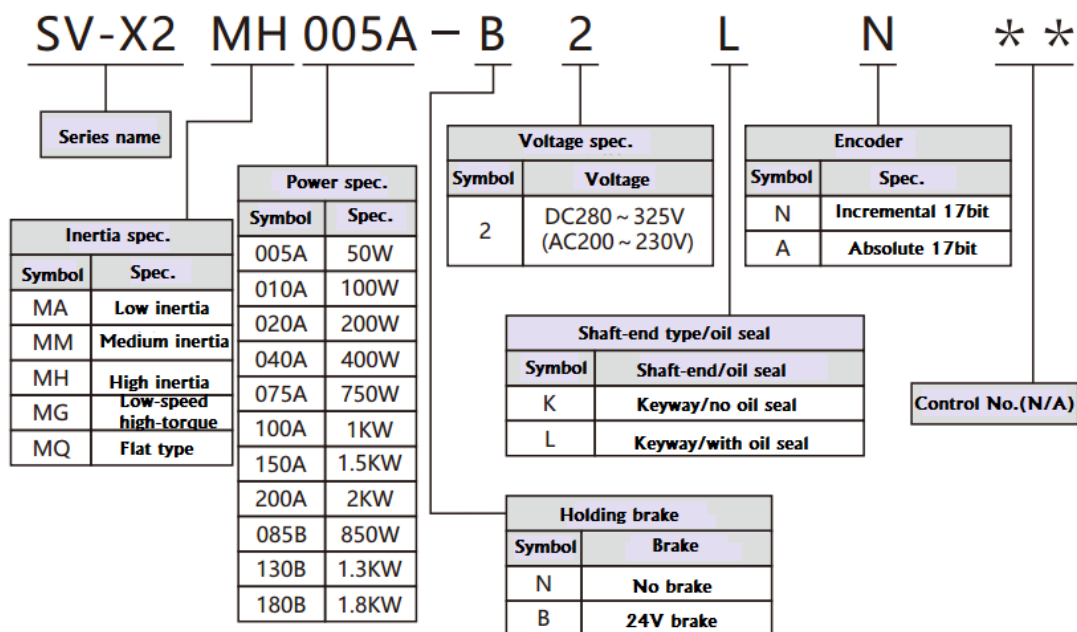 SV-X2 MH 005A - B 2 L N * *
Series name
Inertia spec.
Symbol Spec.
MA Low inertia
MM Medium inertia
MH High inertia
MG Low-speed
high-torque
MQ Flat type
Power spec.
Symbol Spec.
005A 50W
010A 100W
020A 200W
040A 400W
075A 750W
100A 1KW
150A 1.5KW
200A 2KW
085B 850W
130B 1.3KW
180B 1.8KW
Voltage spec.
Symbol Voltage
2 DC280~325V
(AC200~230V)
Encoder
Symbol Spec.
N Incremental 17bit
A Absolute 17bit
Shaft-end type/oil seal
Symbol Shaft-end/oil seal
K Keyway/no oil seal
L Keyway/with oil seal
Control No.(N/A)
Holding brake
Symbol Brake
N No brake
B 24V brake